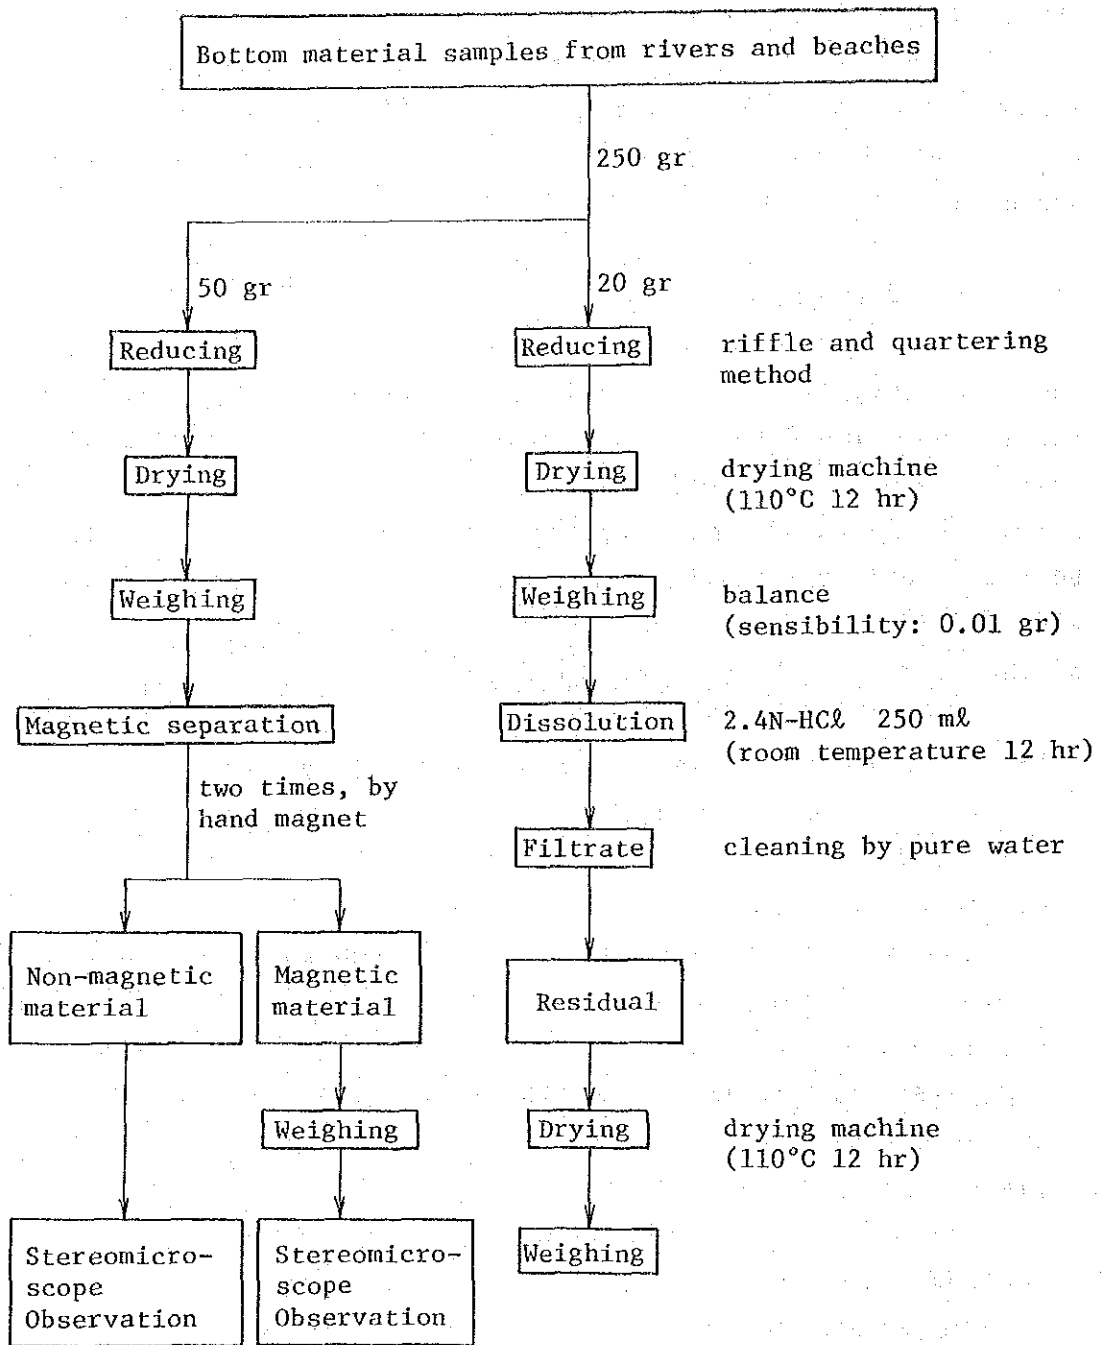 Bottom material samples from rivers and beaches
250 gr
50 gr
20 gr
Reducing
Reducing
riffle and quartering
method
Drying
Drying
drying machine
(110°C 12 hr)
Weighing
Weighing
balance
(sensibility: 0.01 gr)
Magnetic separation
Dissolution
2.4N-HCℓ 250 mℓ
(room temperature 12 hr)
two times, by
hand magnet
Filtrate
cleaning by pure water
Non-magnetic
material
Magnetic
material
Residual
Weighing
Drying
drying machine
(110°C 12 hr)
Stereomicro-
scope
Observation
Stereomicro-
scope
Observation
Weighing